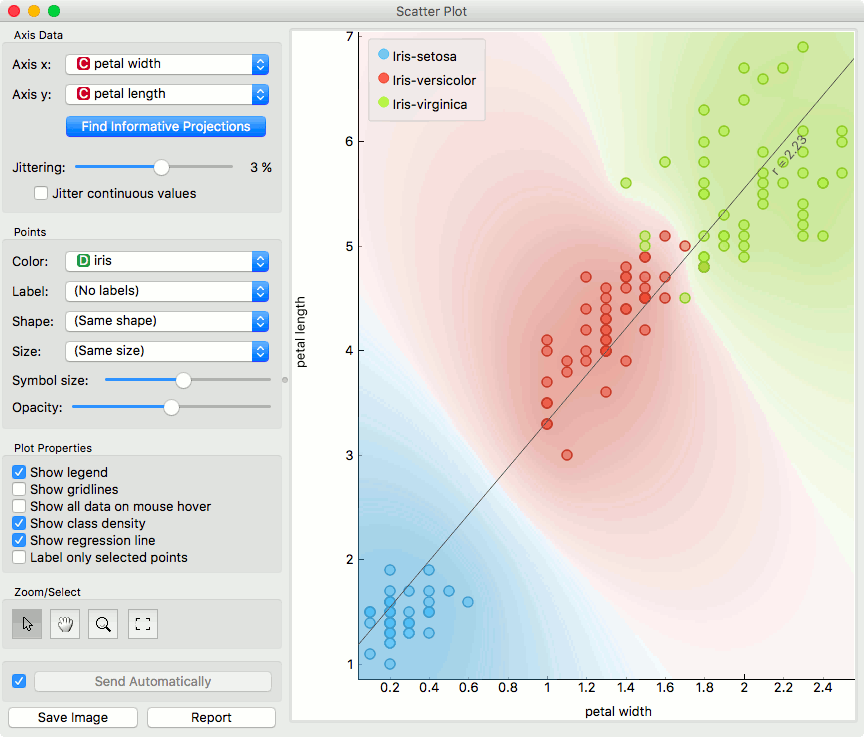 Scatter Plot
Axis Data
Axis x: C petal width
Axis y: C petal length
Find Informative Projections
Jittering: 3 %
Jitter continuous values
Points
Color: D iris
Label: (No labels)
Shape: (Same shape)
Size: (Same size)
Symbol size:
Opacity:
Plot Properties
Show legend
Show gridlines
Show all data on mouse hover
Show class density
Show regression line
Label only selected points
Zoom/Select
Send Automatically
Save Image Report
Iris-setosa
Iris-versicolor
Iris-virginica
r = 2.23
petal length
7
6
5
4
3
2
1
0.2 0.4 0.6 0.8 1 1.2 1.4 1.6 1.8 2 2.2 2.4
petal width